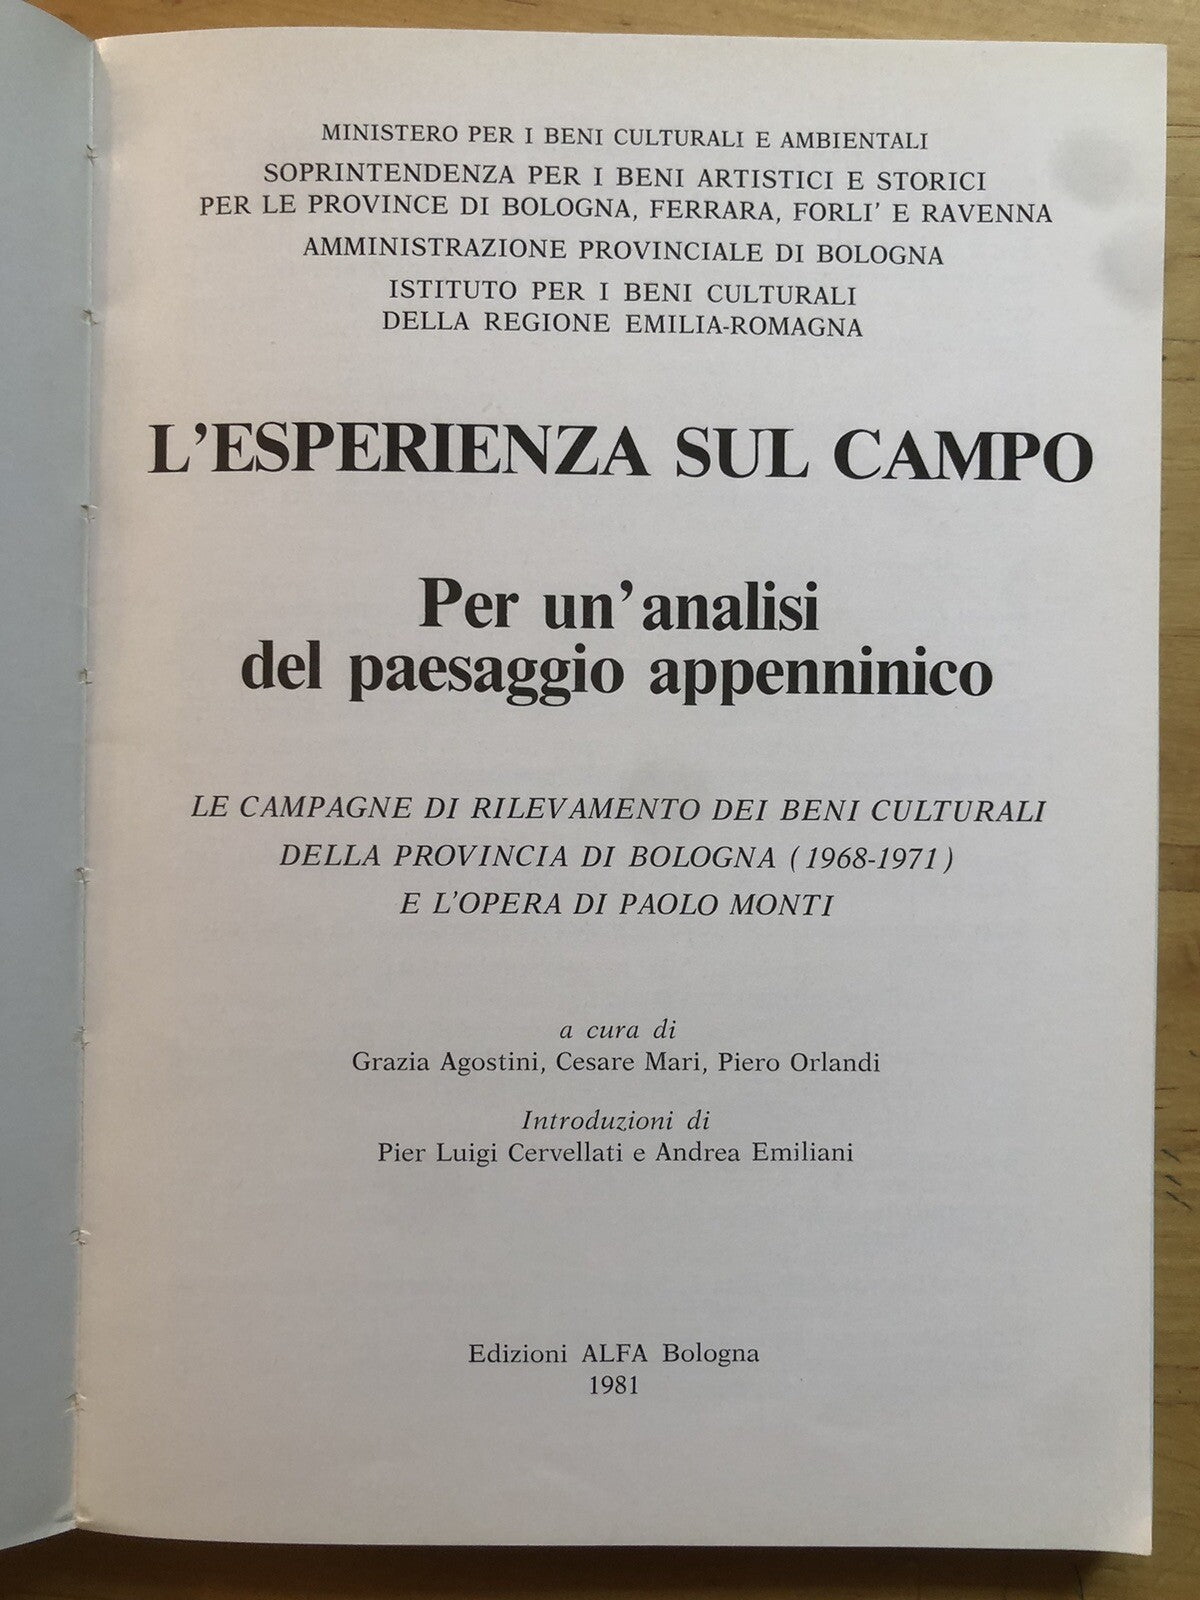 MINISTERO PER I BENI CULTURALI E AMBIENTALI
SOPRINTENDENZA PER I BENI ARTISTICI E STORICI
PER LE PROVINCE DI BOLOGNA, FERRARA, FORLI' E RAVENNA
AMMINISTRAZIONE PROVINCIALE DI BOLOGNA
ISTITUTO PER I BENI CULTURALI
DELLA REGIONE EMILIA-ROMAGNA
L'ESPERIENZA SUL CAMPO
Per un'analisi
del paesaggio appenninico
LE CAMPAGNE DI RILEVAMENTO DEI BENI CULTURALI
DELLA PROVINCIA DI BOLOGNA (1968-1971)
E L'OPERA DI PAOLO MONTI
a cura di
Grazia Agostini, Cesare Mari, Piero Orlandi
Introduzioni di
Pier Luigi Cervellati e Andrea Emiliani
Edizioni ALFA Bologna
1981